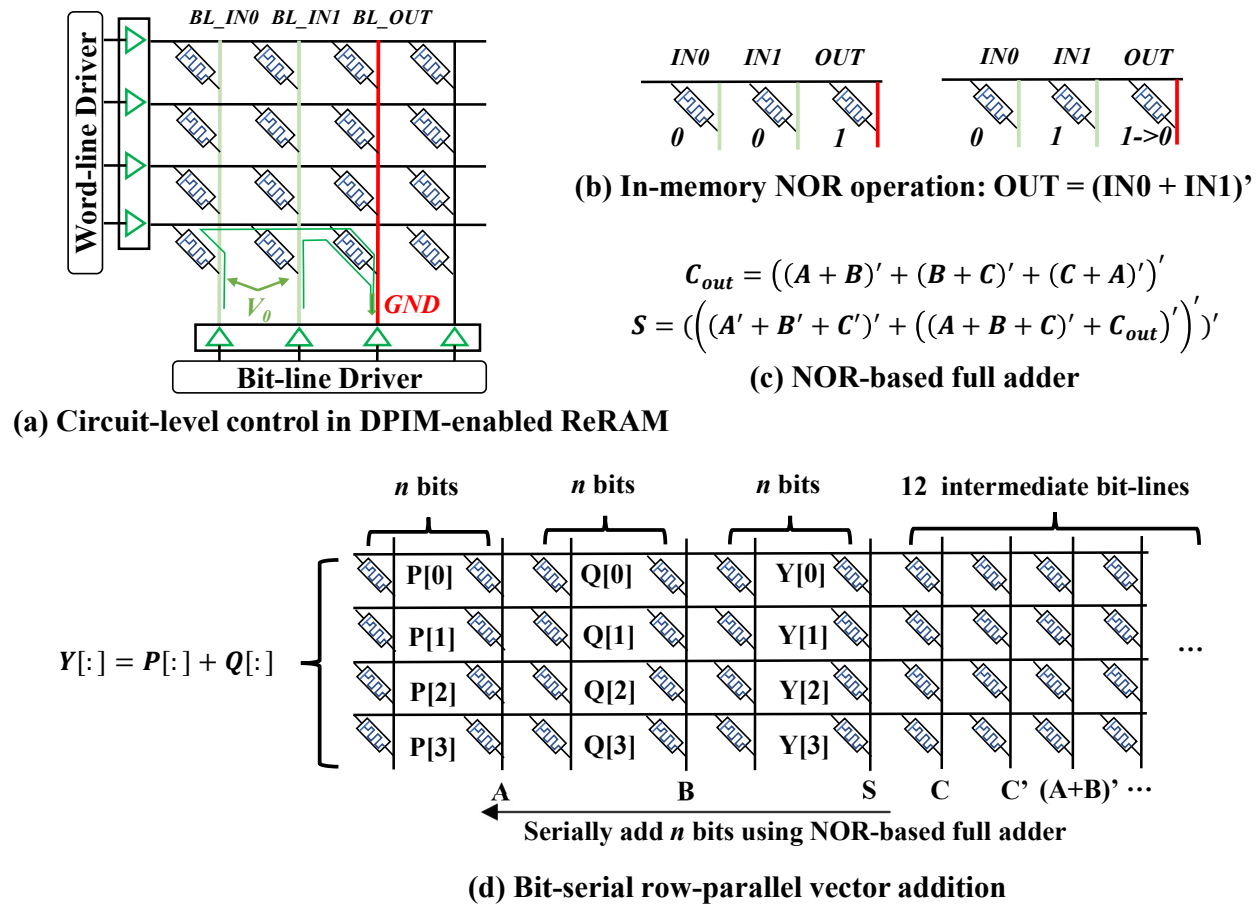 BL_IN0 BL_IN1 BL_OUT
Word-line Driver
V0
GND
Bit-line Driver
(a) Circuit-level control in DPIM-enabled ReRAM
IN0 IN1 OUT
0 0 1
IN0 IN1 OUT
0 1 1->0
(b) In-memory NOR operation: OUT = (IN0 + IN1)’
C_out = ((A + B)′ + (B + C)′ + (C + A)′)′
S = (((A′ + B′ + C′)′ + ((A + B + C)′ + C_out)′)′)′
(c) NOR-based full adder
n bits n bits n bits 12 intermediate bit-lines
P[0] Q[0] Y[0]
P[1] Q[1] Y[1]
Y[:] = P[:] + Q[:]
...
P[2] Q[2] Y[2]
P[3] Q[3] Y[3]
A B S C C’ (A+B)’ ...
Serially add n bits using NOR-based full adder
(d) Bit-serial row-parallel vector addition